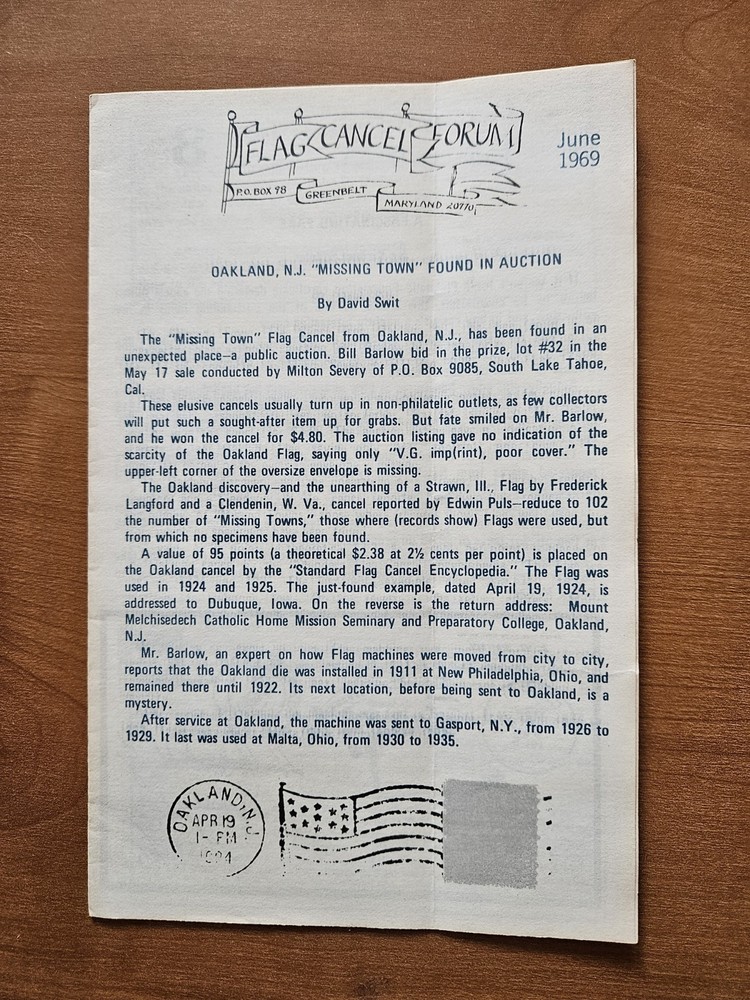 FLAG CANCEL FORUM
June
1969
P.O. BOX 98 GREENBELT MARYLAND 20770
OAKLAND, N.J. "MISSING TOWN" FOUND IN AUCTION
By David Swit
The "Missing Town" Flag Cancel from Oakland, N.J., has been found in an
unexpected place—a public auction. Bill Barlow bid in the prize, lot #32 in the
May 17 sale conducted by Milton Severy of P.O. Box 9085, South Lake Tahoe,
Cal.
These elusive cancels usually turn up in non-philatelic outlets, as few collectors
will put such a sought-after item up for grabs. But fate smiled on Mr. Barlow,
and he won the cancel for $4.80. The auction listing gave no indication of the
scarcity of the Oakland Flag, saying only "V.G. imp(rint), poor cover." The
upper-left corner of the oversize envelope is missing.
The Oakland discovery—and the unearthing of a Strawn, Ill., Flag by Frederick
Langford and a Clendenin, W. Va., cancel reported by Edwin Puls—reduce to 102
the number of "Missing Towns," those where (records show) Flags were used, but
from which no specimens have been found.
A value of 95 points (a theoretical $2.38 at 2½ cents per point) is placed on
the Oakland cancel by the "Standard Flag Cancel Encyclopedia." The Flag was
used in 1924 and 1925. The just-found example, dated April 19, 1924, is
addressed to Dubuque, Iowa. On the reverse is the return address: Mount
Melchisedech Catholic Home Mission Seminary and Preparatory College, Oakland,
N.J.
Mr. Barlow, an expert on how Flag machines were moved from city to city,
reports that the Oakland die was installed in 1911 at New Philadelphia, Ohio, and
remained there until 1922. Its next location, before being sent to Oakland, is a
mystery.
After service at Oakland, the machine was sent to Gasport, N.Y., from 1926 to
1929. It last was used at Malta, Ohio, from 1930 to 1935.
OAKLAND, N.J.
APR 19
1- PM
1924